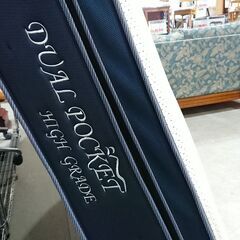 DUAL POCKET
HIGH GRADE